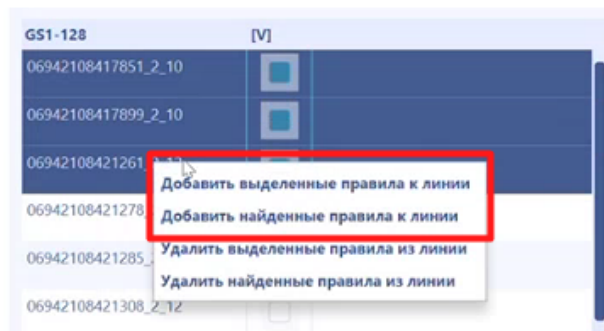 GS1-128 [V]
06942108417851_2_10
06942108417899_2_10
06942108421261
Добавить выделенные правила к линии
06942108421278
Добавить найденные правила к линии
06942108421285
Удалить выделенные правила из линии
Удалить найденные правила из линии
06942108421308_2_12